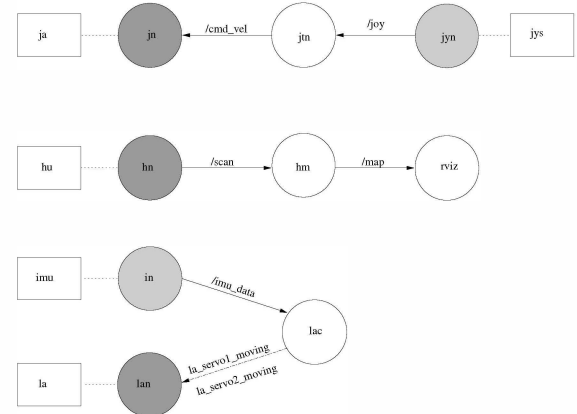 ja jn /cmd_vel jtn /joy jyn jys
hu hn /scan hm /map rviz
imu in /imu_data
lac
la_servo1_moving
la lan la_servo2_moving